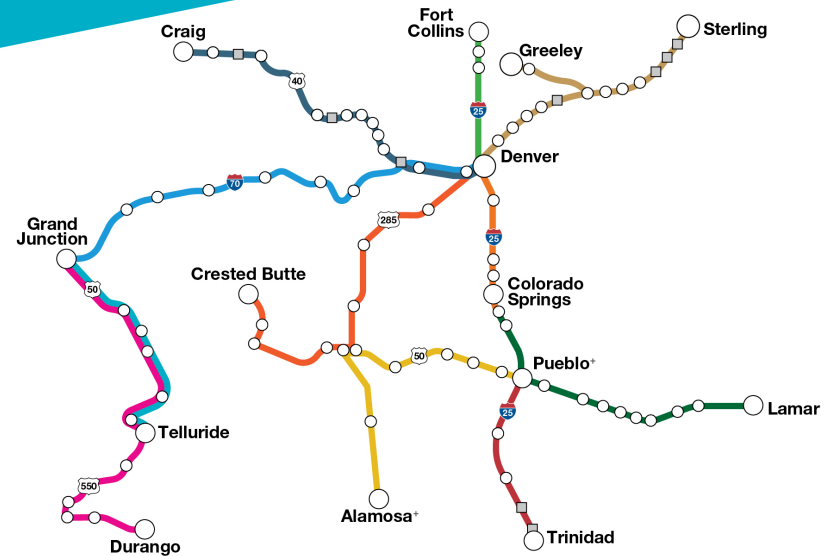 Craig
Fort
Collins
Sterling
Greeley
40
25
Denver
70
285
25
Grand
Junction
Crested Butte
50
Colorado
Springs
50
Pueblo+
25
Lamar
Telluride
550
Alamosa+
Trinidad
Durango